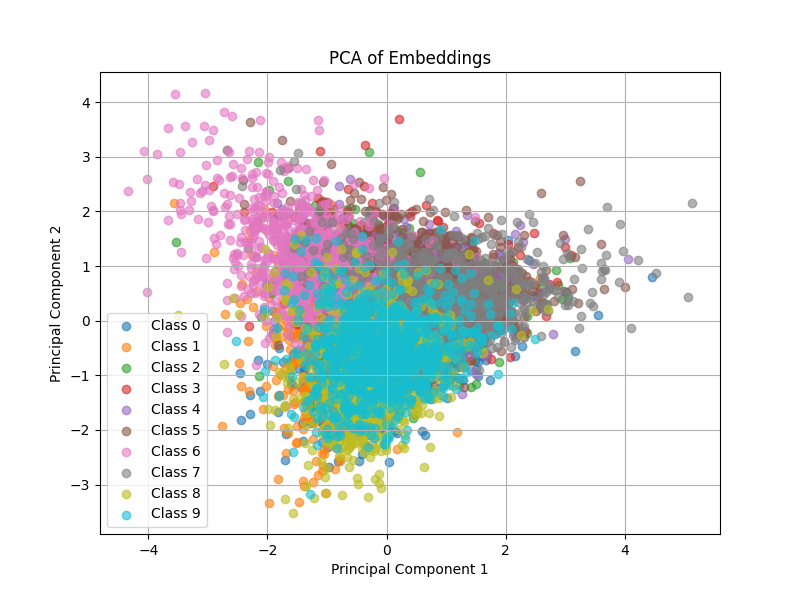 PCA of Embeddings
Principal Component 2
4
3
2
1
0
−1
−2
−3
Class 0
Class 1
Class 2
Class 3
Class 4
Class 5
Class 6
Class 7
Class 8
Class 9
−4 −2 0 2 4
Principal Component 1